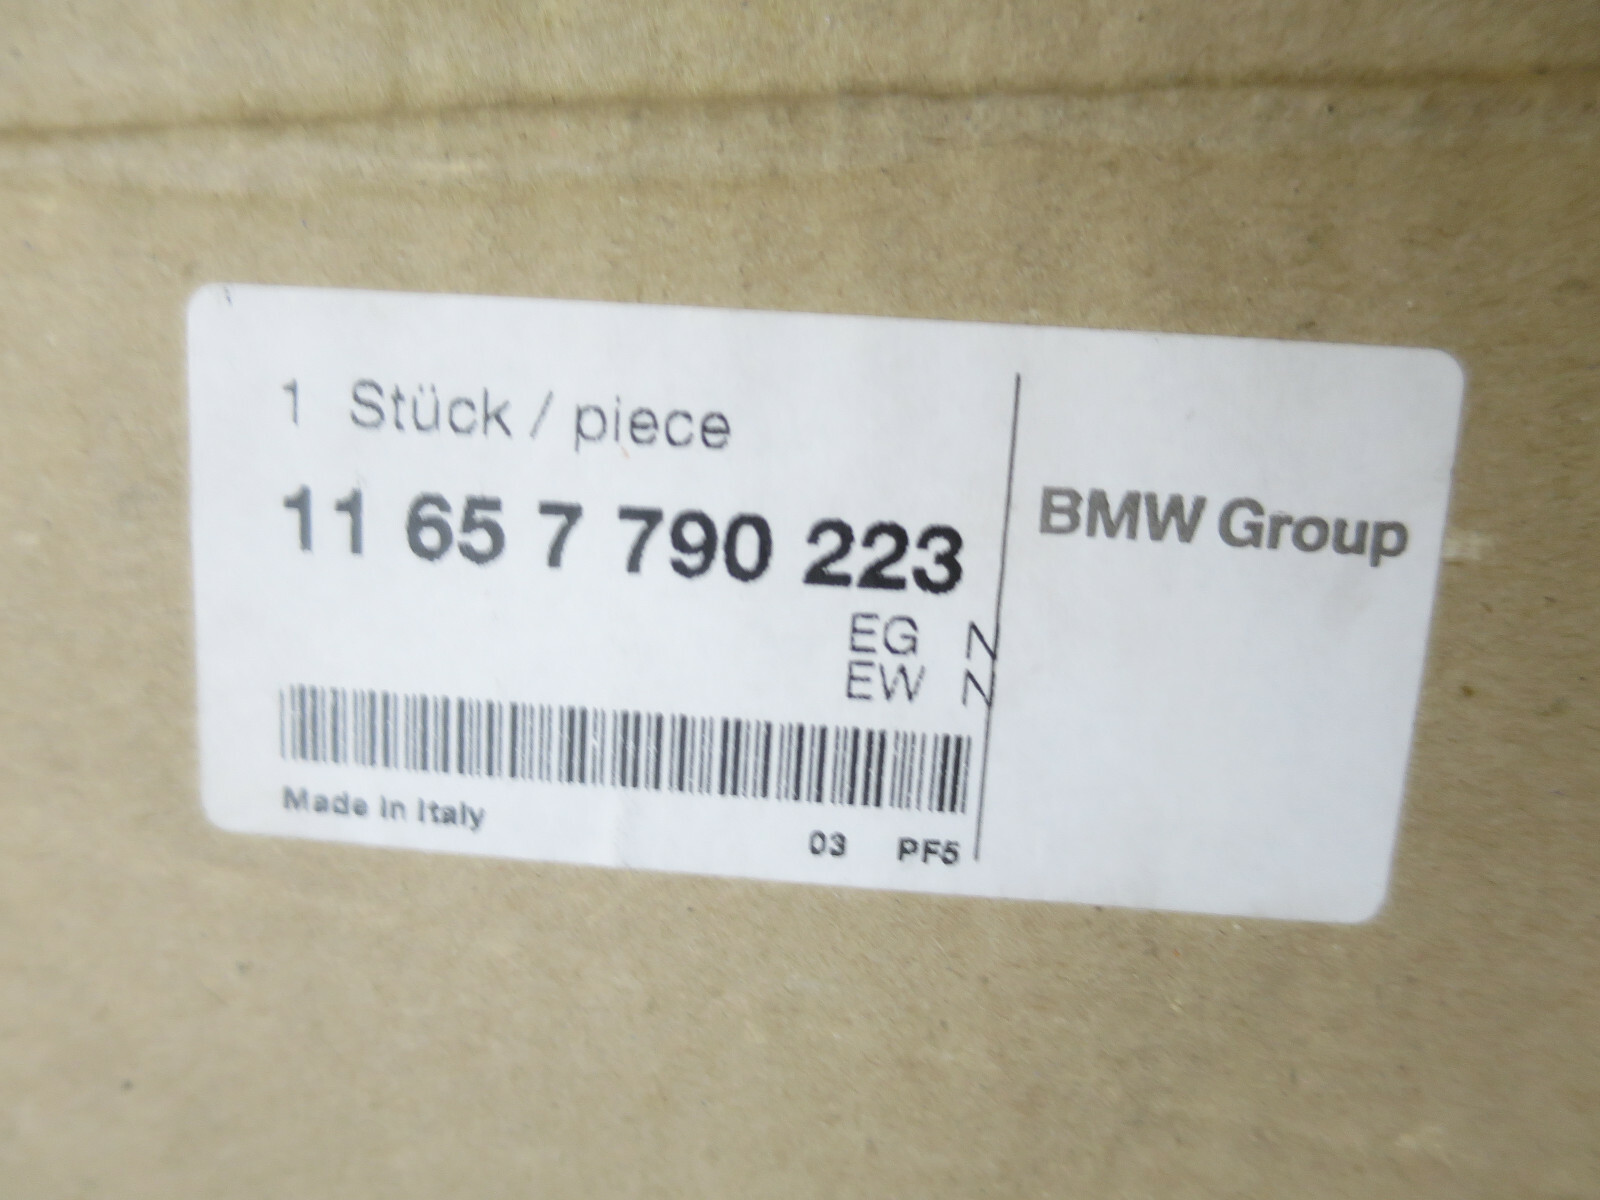 1 Stück / piece
11 65 7 790 223
BMW Group
EG N
EW N
Made in Italy
03 PF5